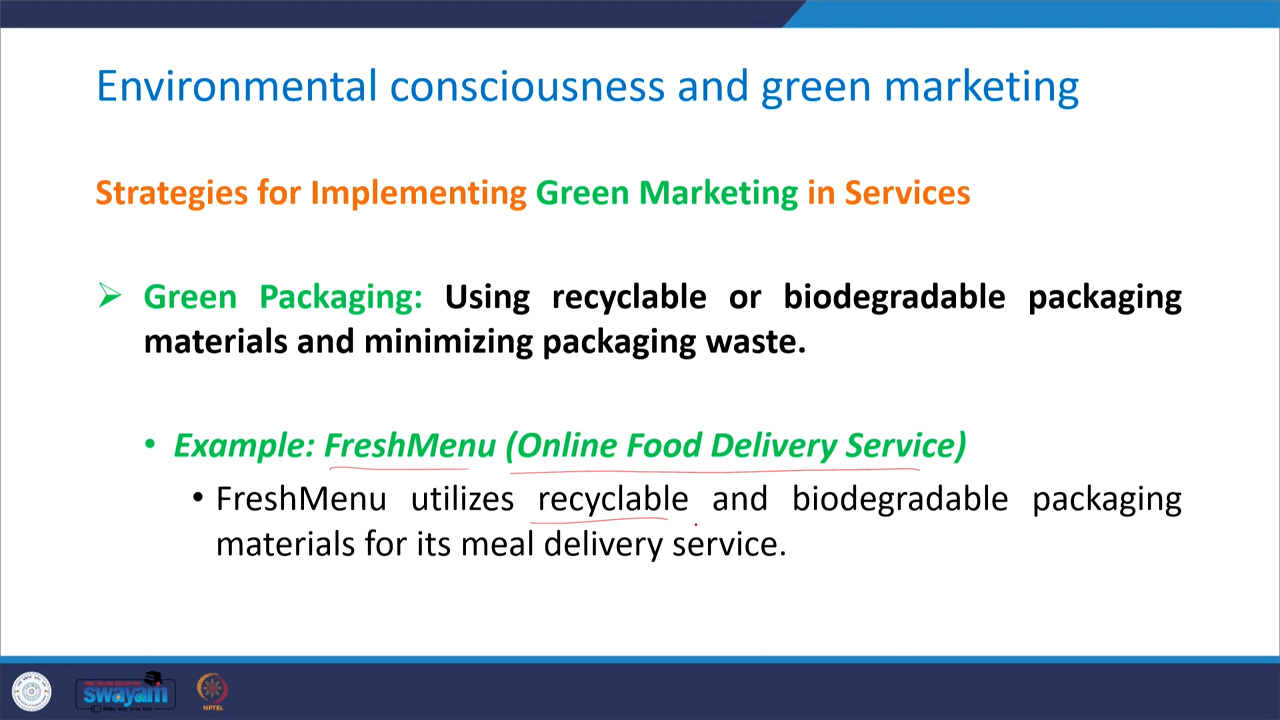 Environmental consciousness and green marketing
Strategies for Implementing Green Marketing in Services
➢ Green Packaging: Using recyclable or biodegradable packaging
materials and minimizing packaging waste.
• Example: FreshMenu (Online Food Delivery Service)
• FreshMenu utilizes recyclable and biodegradable packaging
materials for its meal delivery service.
swayam
NPTEL